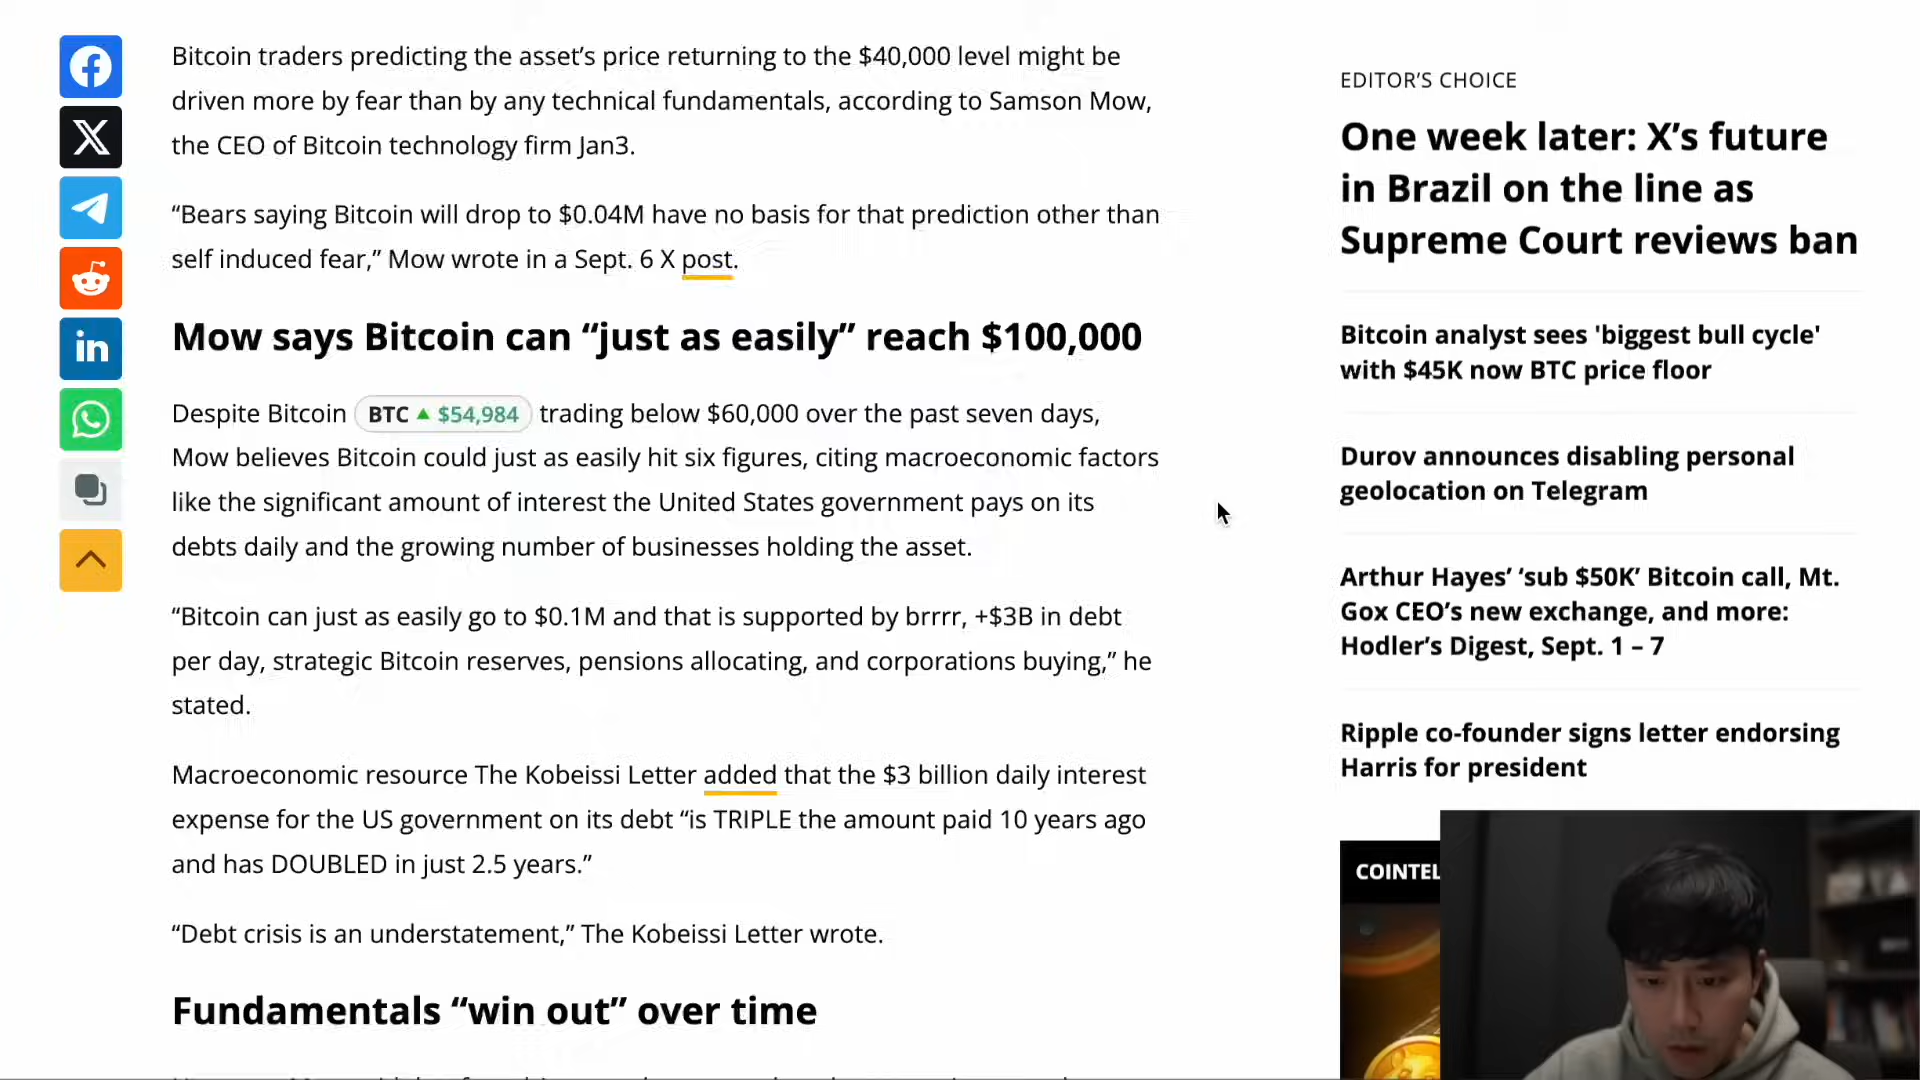 Bitcoin traders predicting the asset’s price returning to the $40,000 level might be
driven more by fear than by any technical fundamentals, according to Samson Mow,
the CEO of Bitcoin technology firm Jan3.
“Bears saying Bitcoin will drop to $0.04M have no basis for that prediction other than
self induced fear,” Mow wrote in a Sept. 6 X post.
Mow says Bitcoin can “just as easily” reach $100,000
Despite Bitcoin BTC ▲ $54,984 trading below $60,000 over the past seven days,
Mow believes Bitcoin could just as easily hit six figures, citing macroeconomic factors
like the significant amount of interest the United States government pays on its
debts daily and the growing number of businesses holding the asset.
“Bitcoin can just as easily go to $0.1M and that is supported by brrrr, +$3B in debt
per day, strategic Bitcoin reserves, pensions allocating, and corporations buying,” he
stated.
Macroeconomic resource The Kobeissi Letter added that the $3 billion daily interest
expense for the US government on its debt “is TRIPLE the amount paid 10 years ago
and has DOUBLED in just 2.5 years.”
“Debt crisis is an understatement,” The Kobeissi Letter wrote.
Fundamentals “win out” over time
EDITOR’S CHOICE
One week later: X’s future
in Brazil on the line as
Supreme Court reviews ban
Bitcoin analyst sees 'biggest bull cycle'
with $45K now BTC price floor
Durov announces disabling personal
geolocation on Telegram
Arthur Hayes’ ‘sub $50K’ Bitcoin call, Mt.
Gox CEO’s new exchange, and more:
Hodler’s Digest, Sept. 1 – 7
Ripple co-founder signs letter endorsing
Harris for president
COINTEL